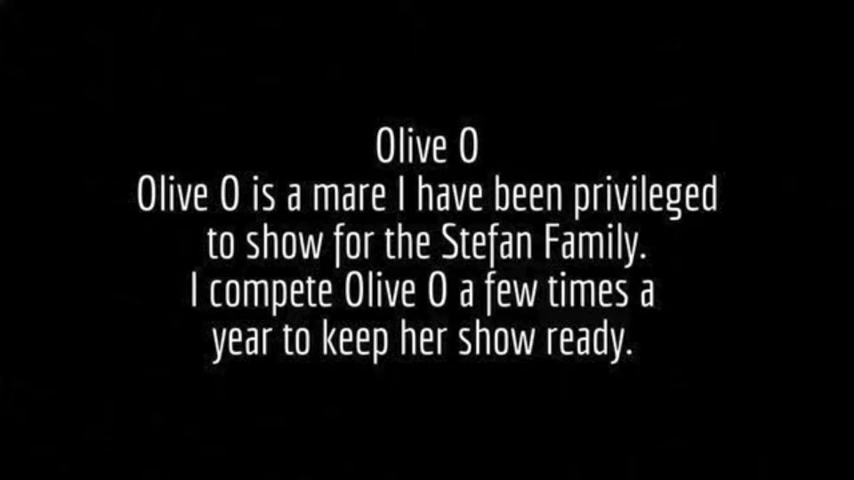 Olive O
Olive O is a mare I have been privileged
to show for the Stefan Family.
I compete Olive O a few times a
year to keep her show ready.